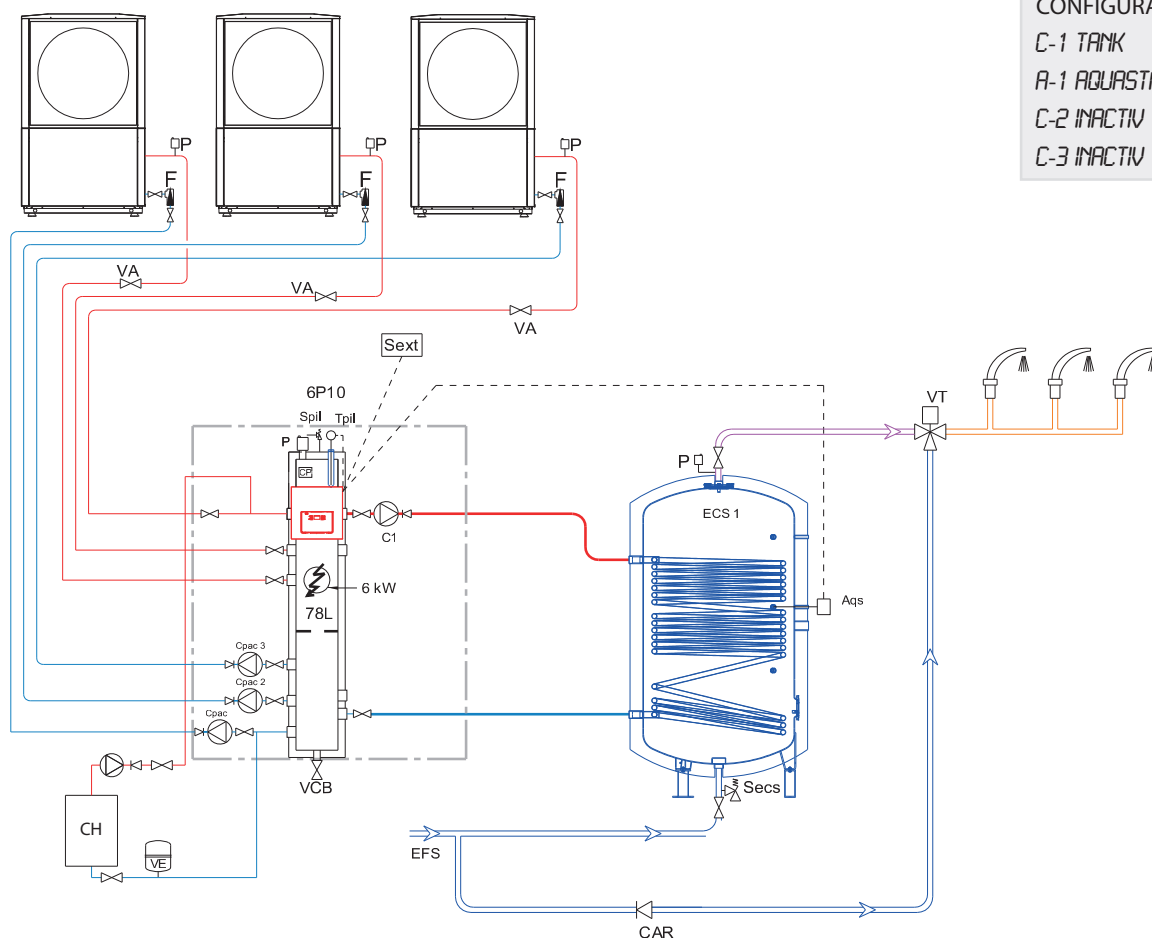 CONFIGURA
C-1 TANK
A-1 AQUASTA
C-2 INACTIV
C-3 INACTIV
P
P
P
F
F
F
VA
VA
VA
Sext
6P10
Spil
Tpil
P
CP
C1
6 kW
78L
Cpac 3
Cpac 2
Cpac
VCB
CH
VE
VT
P
ECS 1
Aqs
Secs
EFS
CAR